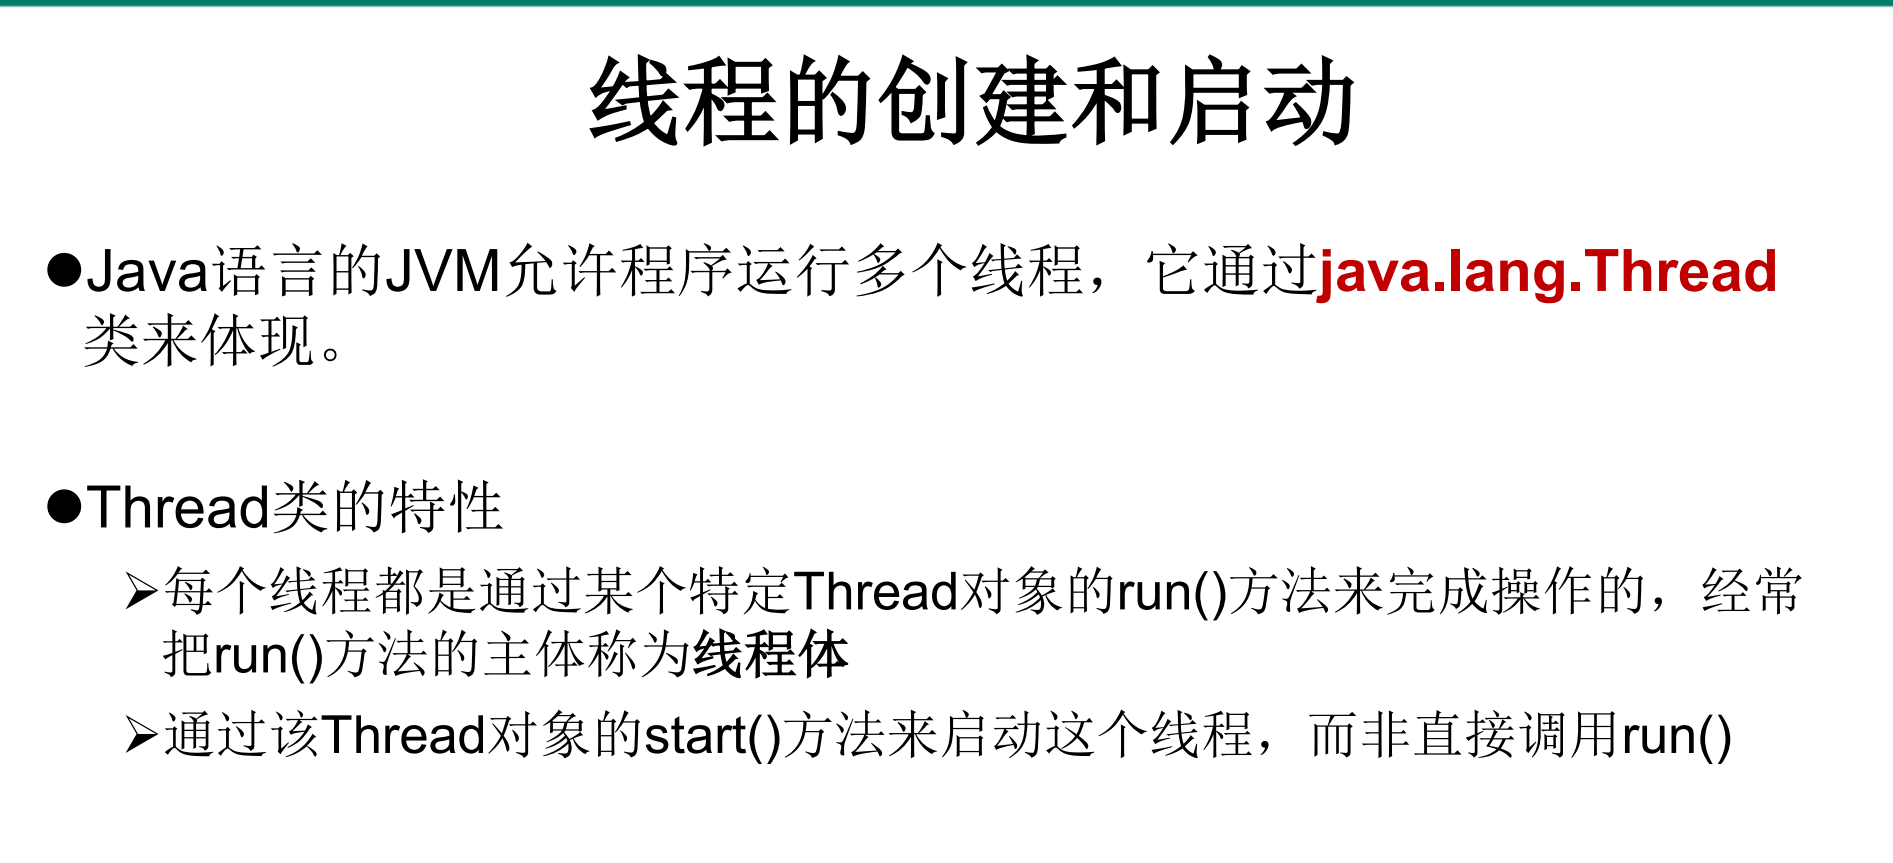 线程的创建和启动
●Java语言的JVM允许程序运行多个线程，它通过java.lang.Thread
类来体现。
●Thread类的特性
➢每个线程都是通过某个特定Thread对象的run()方法来完成操作的，经常
把run()方法的主体称为线程体
➢通过该Thread对象的start()方法来启动这个线程，而非直接调用run()